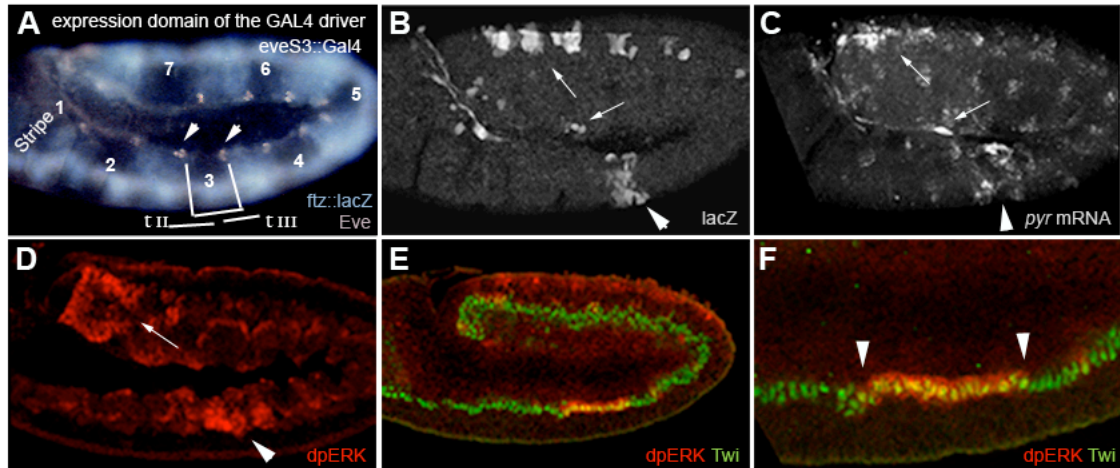 A expression domain of the GAL4 driver
eveS3::Gal4
7 6
5
Stripe 1
2 3 4
ftz::lacZ
t II t III Eve
B
lacZ
C
pyr mRNA
D
dpERK
E
dpERK Twi
F
dpERK Twi